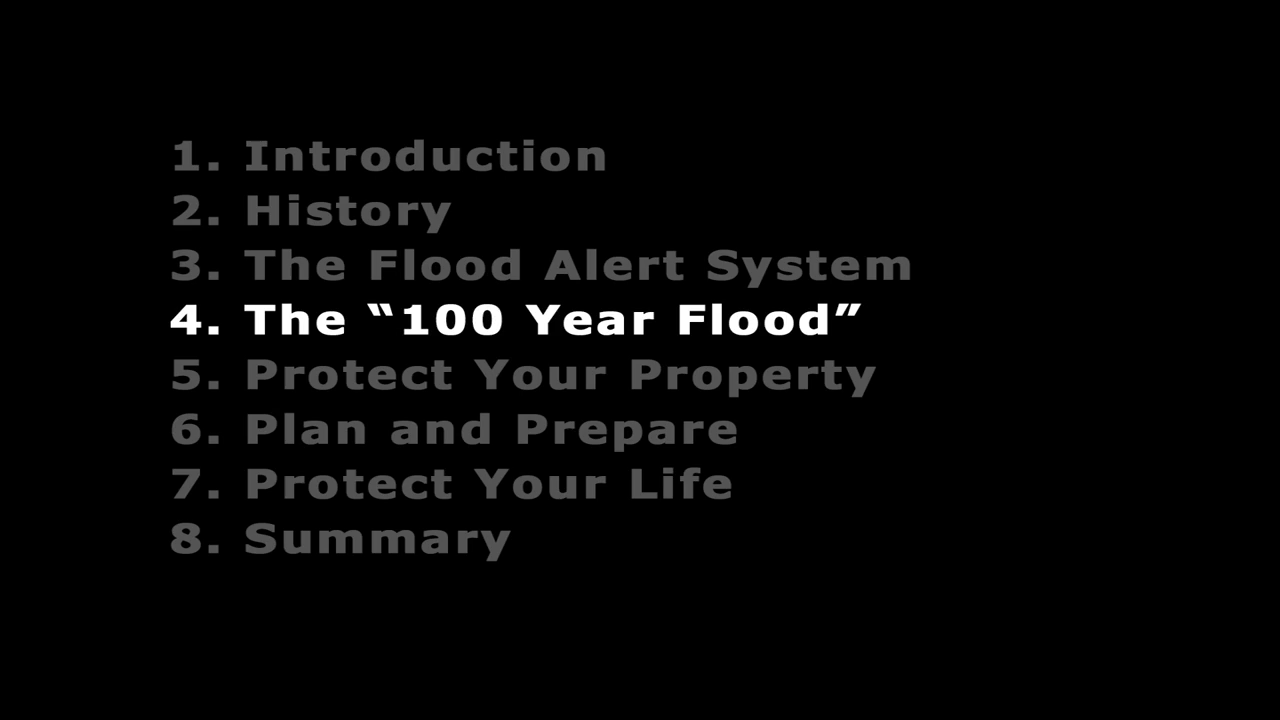 1. Introduction
2. History
3. The Flood Alert System
4. The “100 Year Flood”
5. Protect Your Property
6. Plan and Prepare
7. Protect Your Life
8. Summary